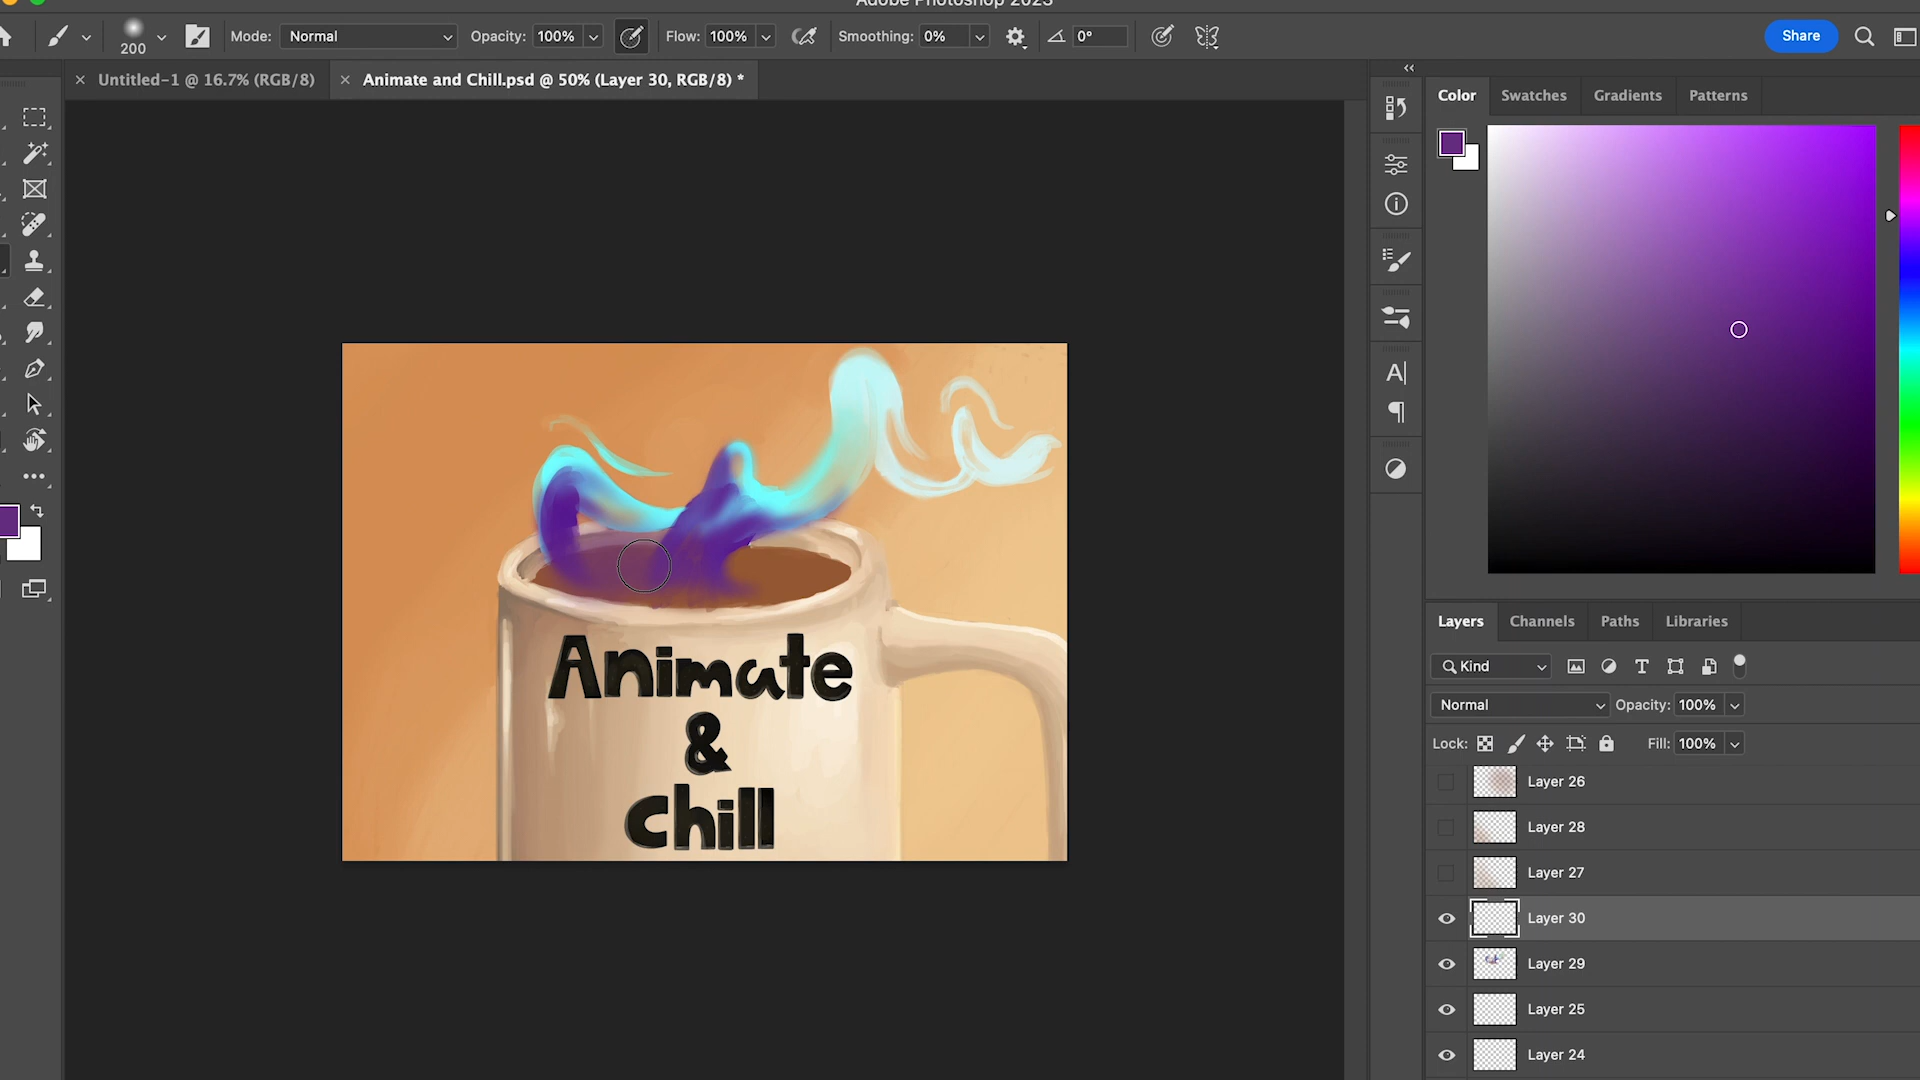 Adobe Photoshop 2023
200
Mode: Normal
Opacity: 100%
Flow: 100%
Smoothing: 0%
0°
Share
Untitled-1 @ 16.7% (RGB/8)
Animate and Chill.psd @ 50% (Layer 30, RGB/8) *
Color
Swatches
Gradients
Patterns
Animate
&
Chill
Layers
Channels
Paths
Libraries
Kind
Normal
Opacity: 100%
Lock:
Fill: 100%
Layer 26
Layer 28
Layer 27
Layer 30
Layer 29
Layer 25
Layer 24